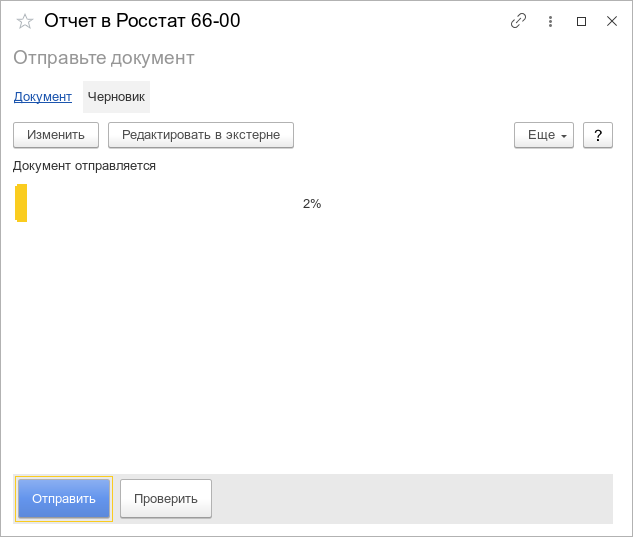 Отчет в Росстат 66-00
Отправьте документ
Документ Черновик
Изменить Редактировать в экстерне Еще ?
Документ отправляется
2%
Отправить Проверить